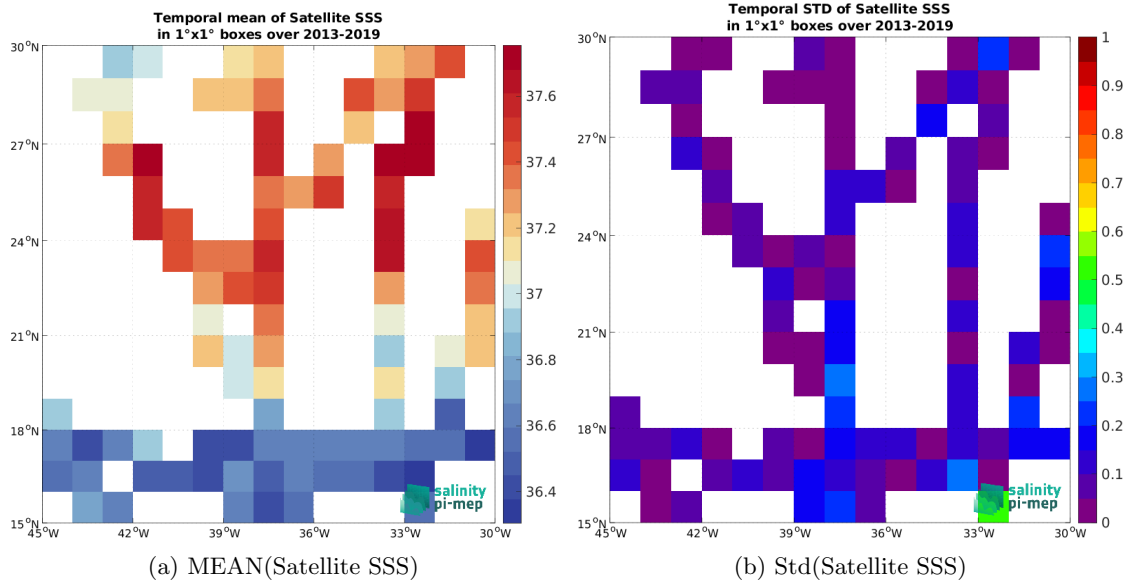 Temporal mean of Satellite SSS
in 1°x1° boxes over 2013-2019
30°N
27°N
24°N
21°N
18°N
15°N
45°W
42°W
39°W
36°W
33°W
30°W
37.6
37.4
37.2
37
36.8
36.6
36.4
salinity
pi-mep
(a) MEAN(Satellite SSS)
Temporal STD of Satellite SSS
in 1°x1° boxes over 2013-2019
30°N
27°N
24°N
21°N
18°N
15°N
45°W
42°W
39°W
36°W
33°W
30°W
1
0.9
0.8
0.7
0.6
0.5
0.4
0.3
0.2
0.1
0
salinity
pi-mep
(b) Std(Satellite SSS)